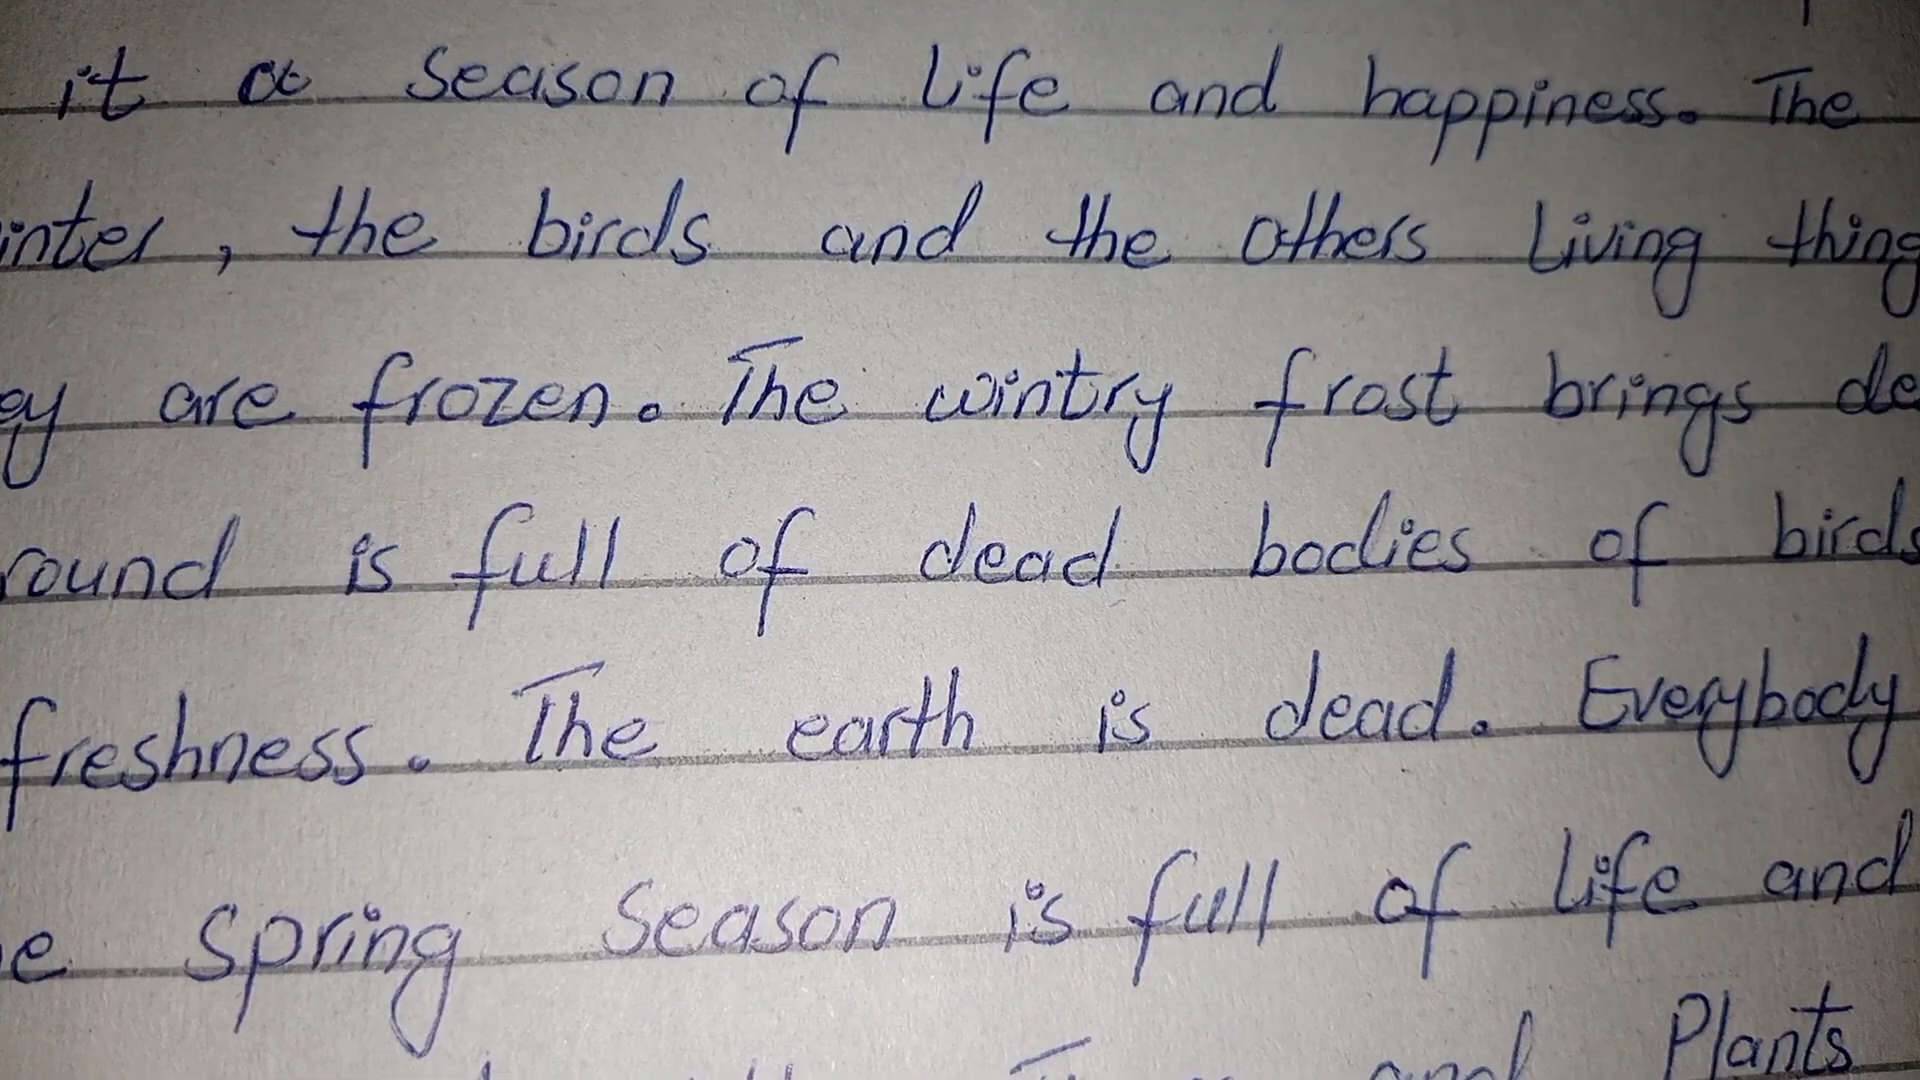 it a season of life and happiness. The
inter, the birds and the others living thing
ey are frozen. The wintry frost brings de
round is full of dead bodies of birds
freshness. The earth is dead. Everybody
e spring season is full of life and
and Plants